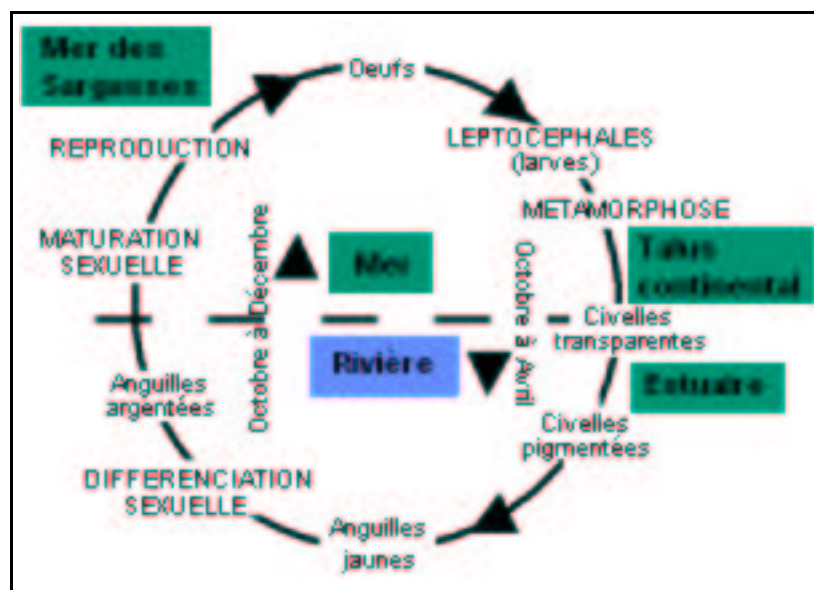 Mer des
Sargasses
Oeufs
REPRODUCTION
LEPTOCEPHALES
(larves)
METAMORPHOSE
MATURATION
SEXUELLE
Octobre à Décembre
Mer
Octobre à Avril
Talus
continental
Civelles
transparentes
Rivière
Estuaire
Anguilles
argentées
Civelles
pigmentées
DIFFERENCIATION
SEXUELLE
Anguilles
jaunes